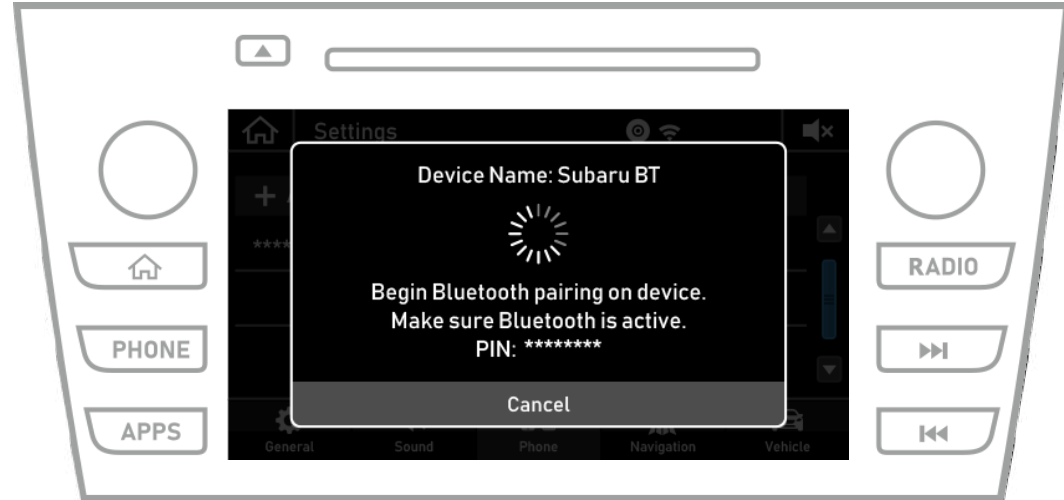 Settings
Device Name: Subaru BT
+
****
Begin Bluetooth pairing on device.
Make sure Bluetooth is active.
PIN: ********
Cancel
General Sound Phone Navigation Vehicle
PHONE
APPS
RADIO